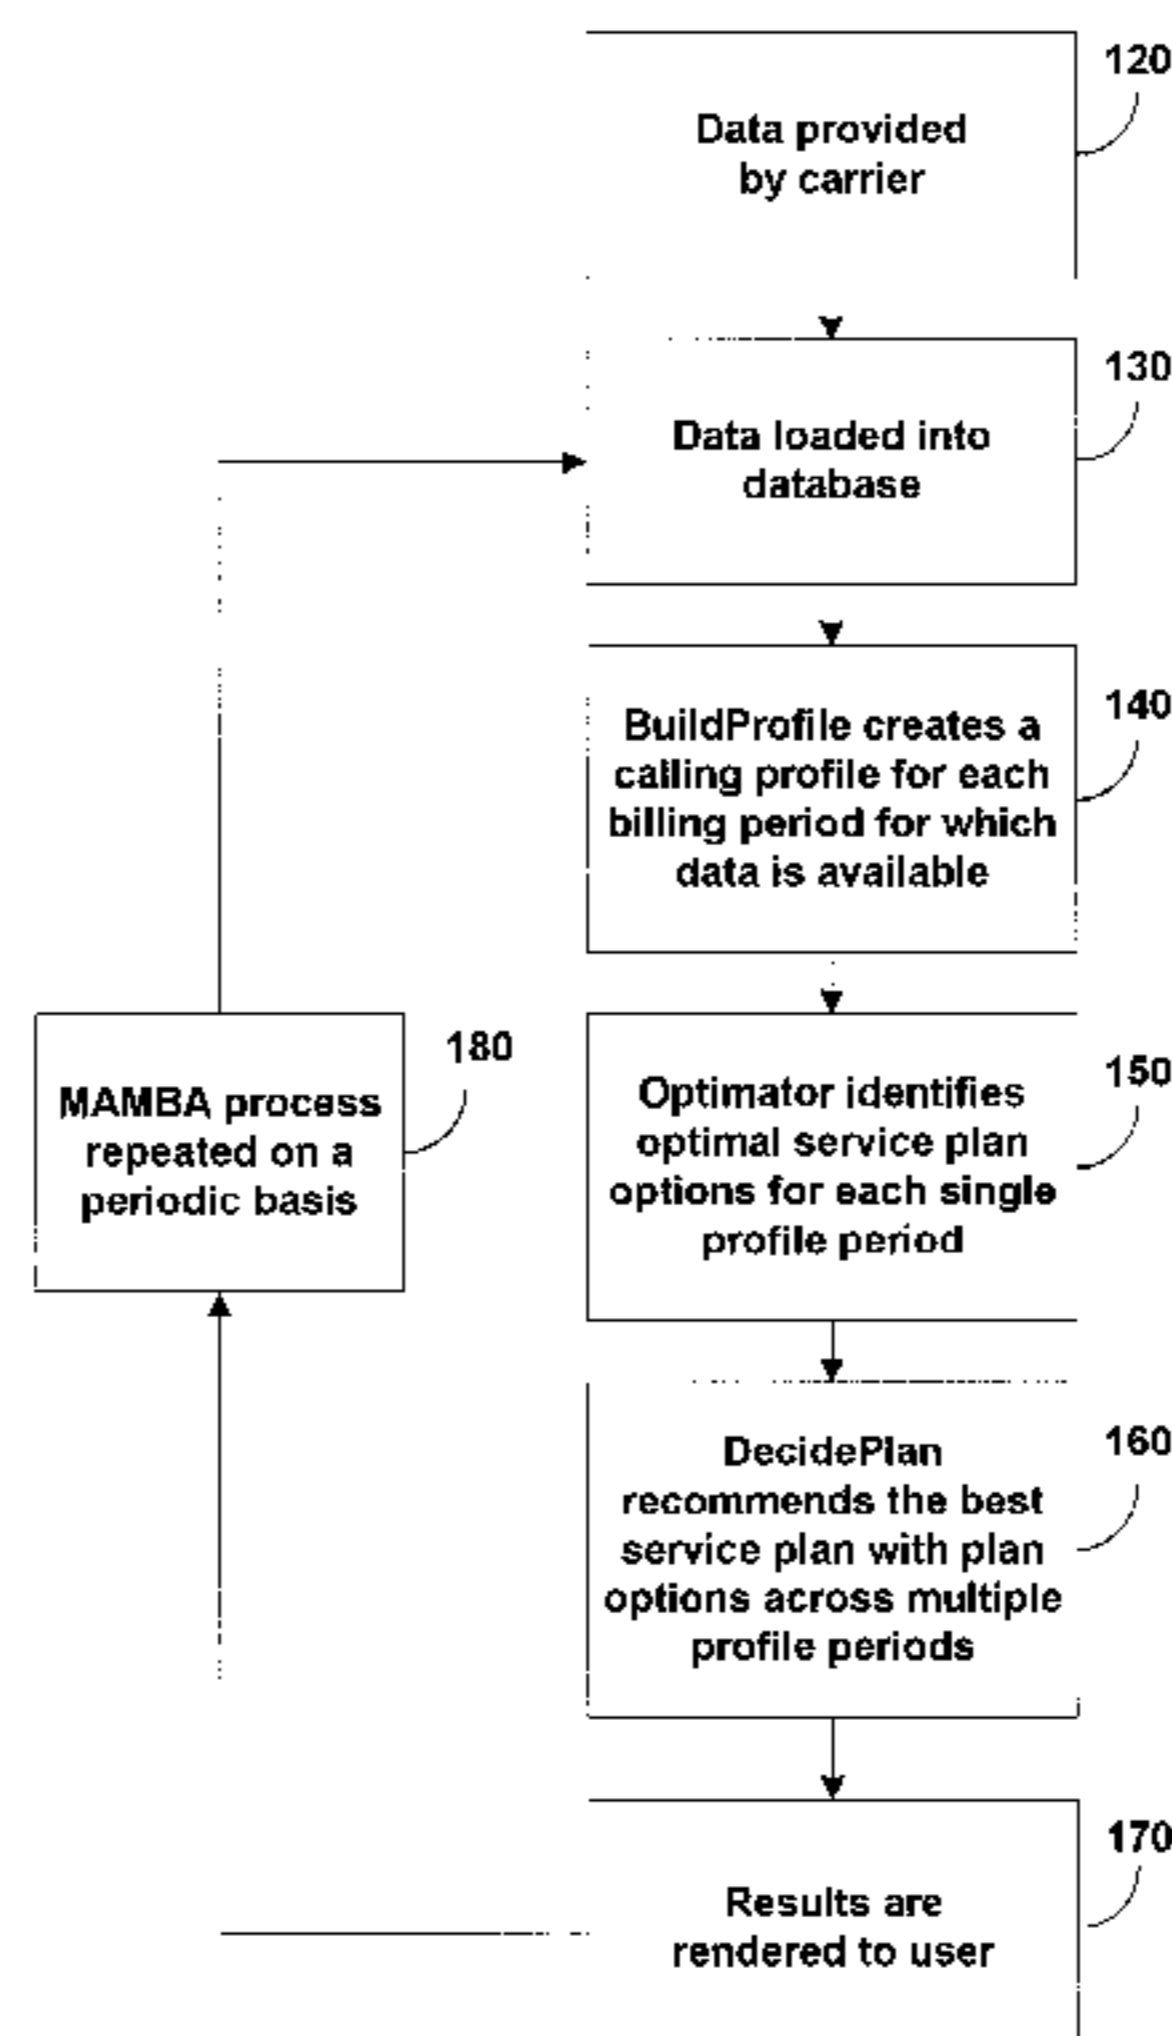 120
Data provided
by carrier
130
Data loaded into
database
140
BuildProfile creates a
calling profile for each
billing period for which
data is available
180
MAMBA process
repeated on a
periodic basis
150
Optimator identifies
optimal service plan
options for each single
profile period
160
DecidePlan
recommends the best
service plan with plan
options across multiple
profile periods
170
Results are
rendered to user